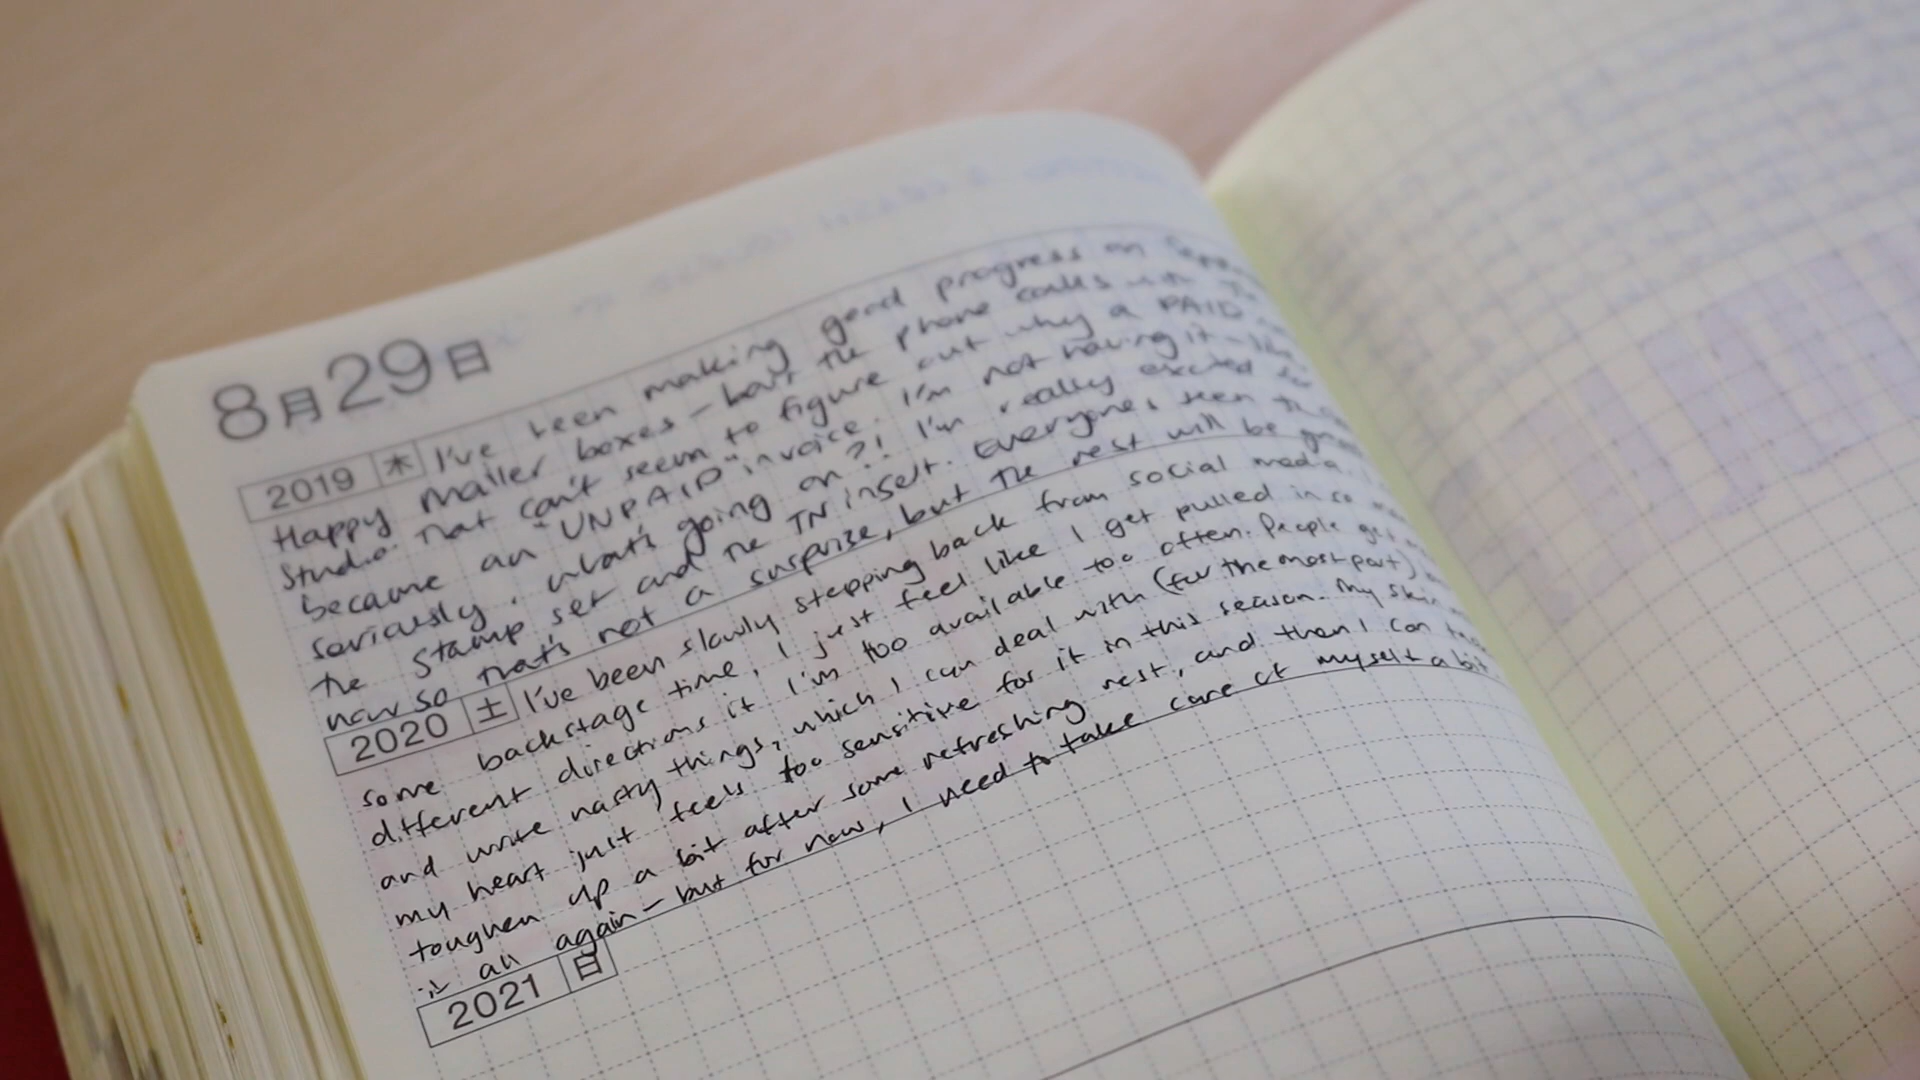 8月29日
2019 木 I've been making good progress on
Happy Mailer boxes – but the phone calls with
Studio that can't seem to figure out why a PAID
became an "UNPAID" invoice. I'm not having it –
seriously. what's going on?! I'm really excited for
the stamp set and the TN insert. Everyones seen
now so that's not a surprise, but the rest will be
2020 土 I've been slowly stepping back from social media.
some backstage time, I just feel like I get pulled in so
different directions if I'm too available too often. People get
and write nasty things, which I can deal with (for the most part)
my heart just feels too sensitive for it in this season. My skin
toughen up a bit after some refreshing rest, and then I can
it all again – but for now, I need to take care of myself a bit
2021 日